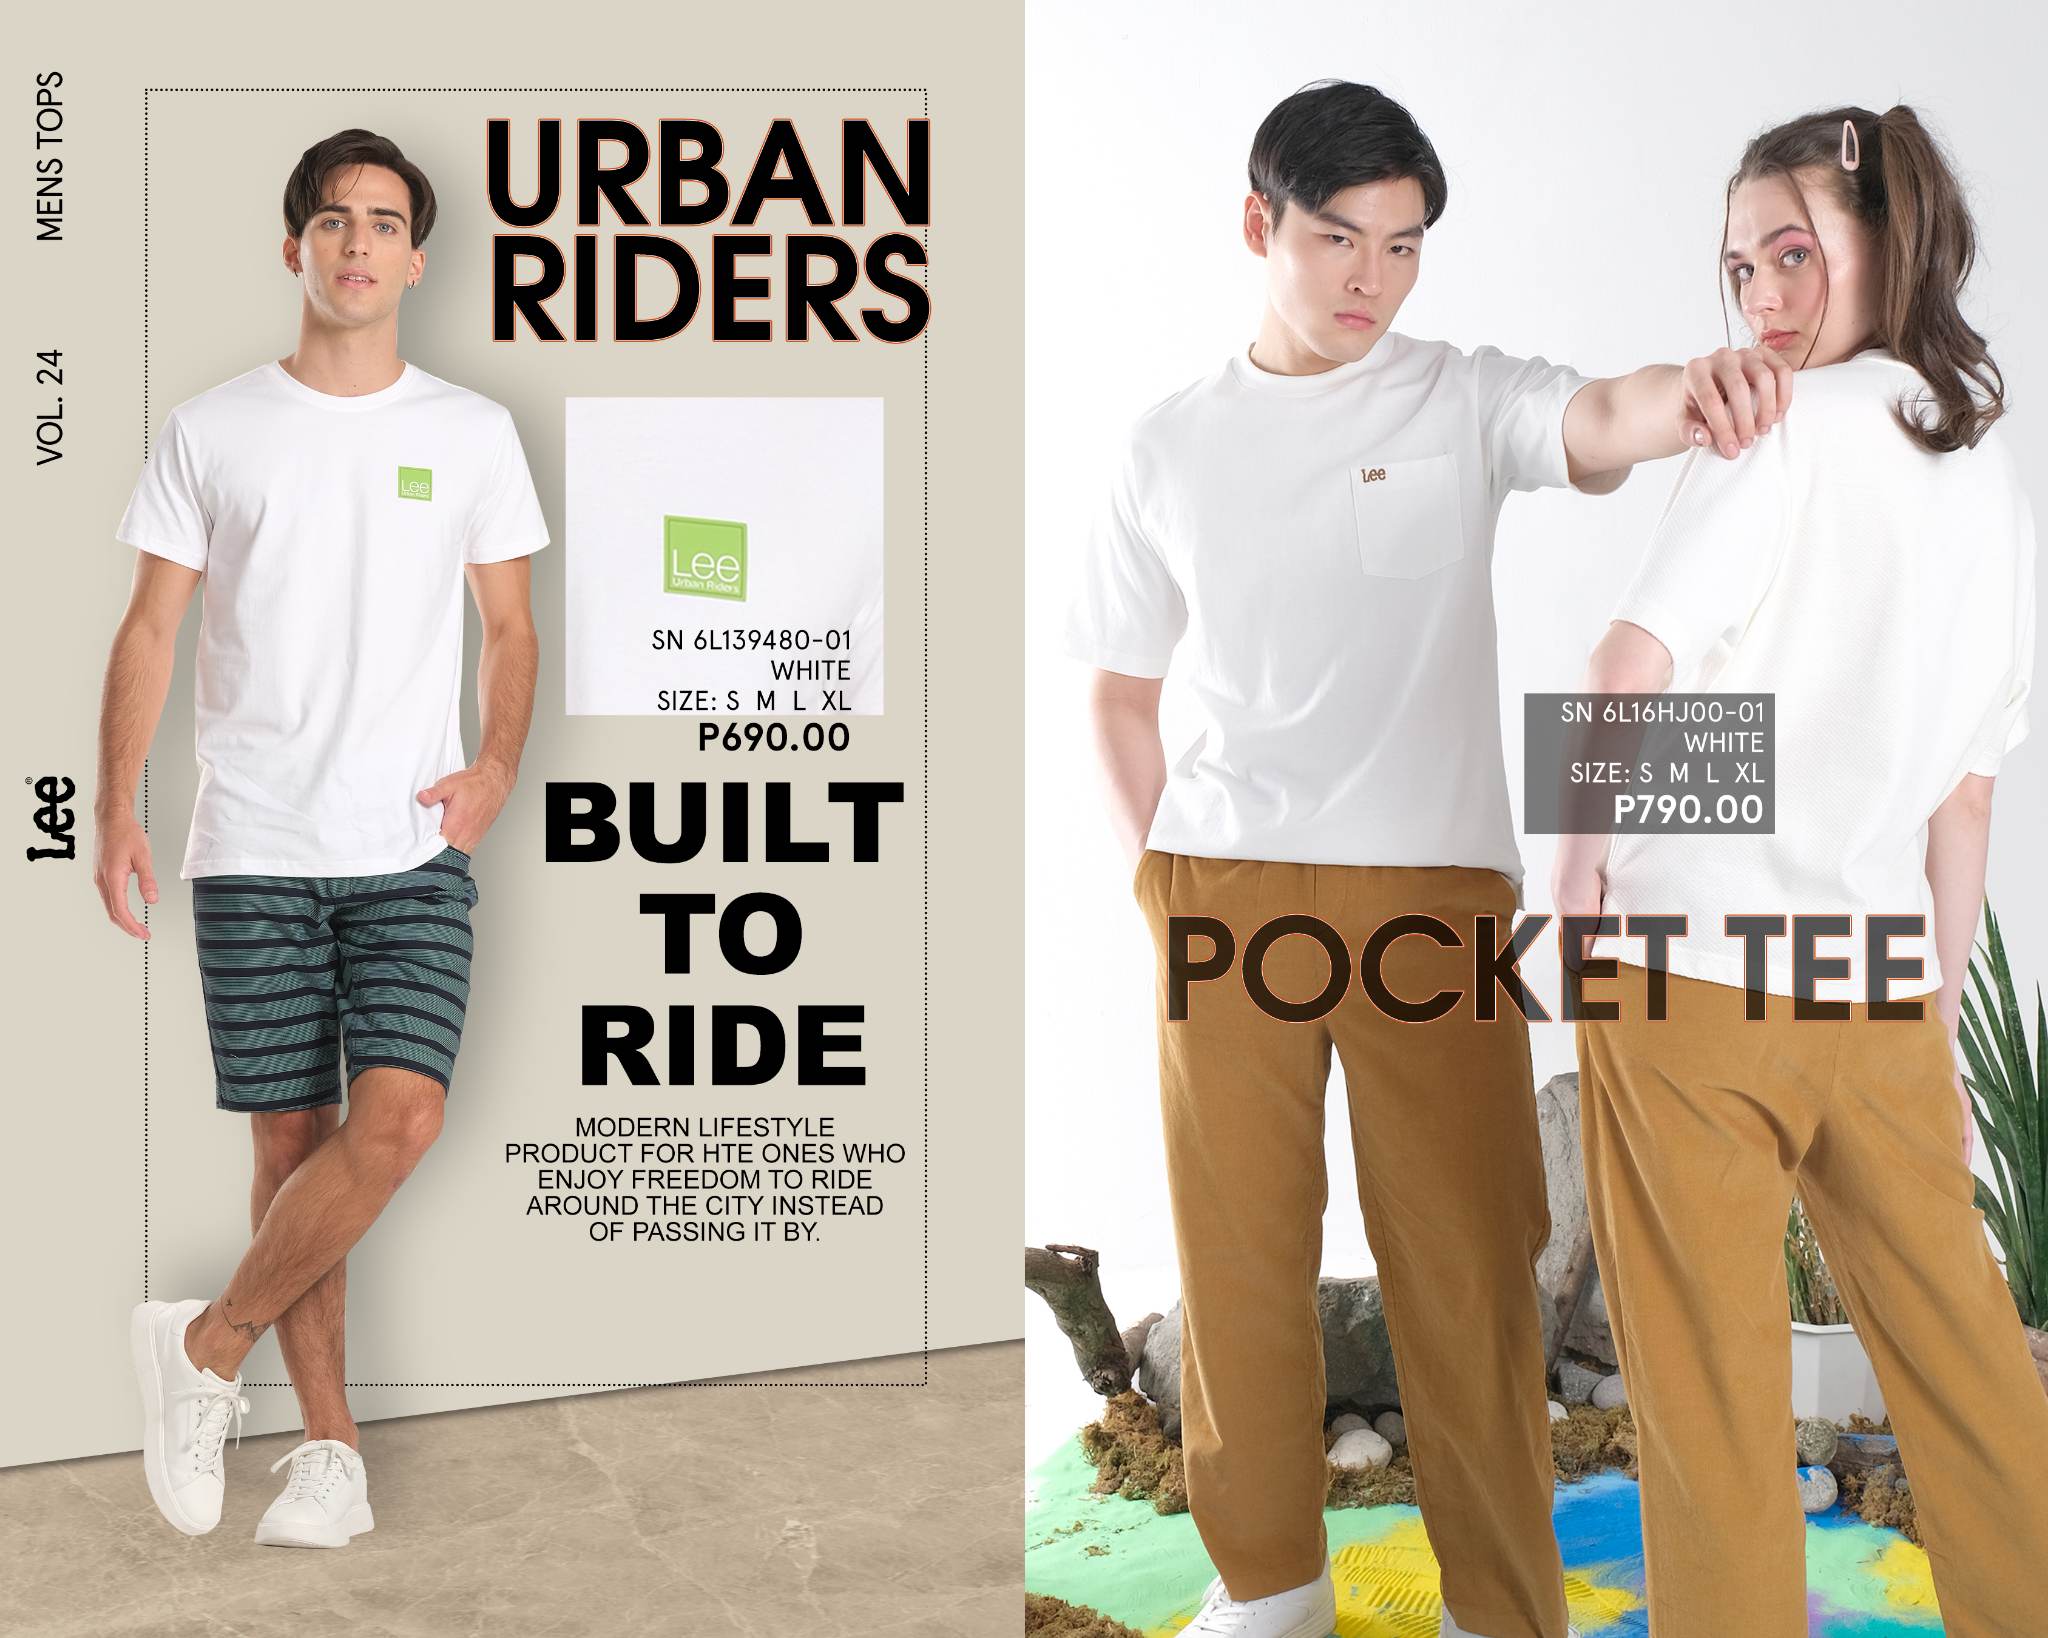 MENS TOPS
VOL. 24
Lee
URBAN
RIDERS
Lee
Urban Riders
Lee
Urban Riders
SN 6L139480-01
WHITE
SIZE: S M L XL
P690.00
BUILT
TO
RIDE
MODERN LIFESTYLE
PRODUCT FOR HTE ONES WHO
ENJOY FREEDOM TO RIDE
AROUND THE CITY INSTEAD
OF PASSING IT BY.
Lee
SN 6L16HJ00-01
WHITE
SIZE: S M L XL
P790.00
POCKET TEE